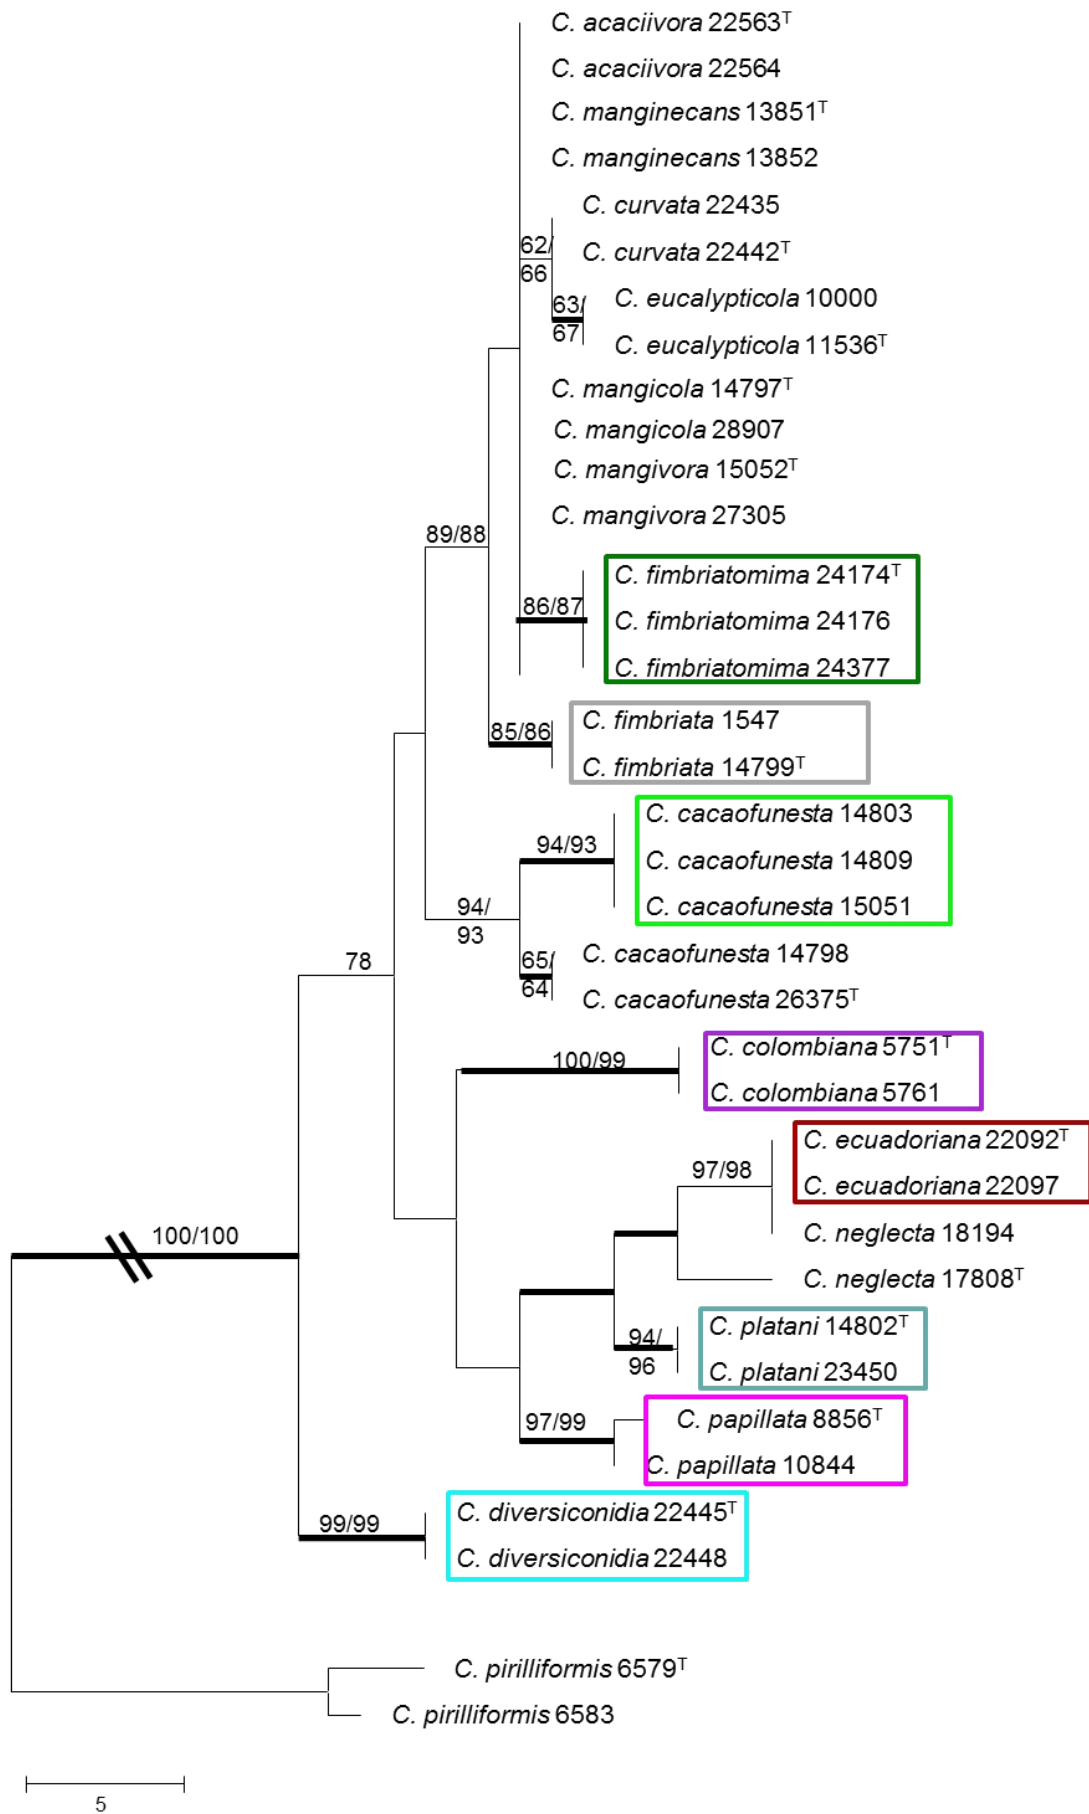 C. acaciivora 22563ᵀ
C. acaciivora 22564
C. manginecans 13851ᵀ
C. manginecans 13852
C. curvata 22435
62/
66
C. curvata 22442ᵀ
C. eucalypticola 10000
63/
67
C. eucalypticola 11536ᵀ
C. mangicola 14797ᵀ
C. mangicola 28907
C. mangivora 15052ᵀ
C. mangivora 27305
89/88
C. fimbriatomima 24174ᵀ
86/87
C. fimbriatomima 24176
C. fimbriatomima 24377
C. fimbriata 1547
85/86
C. fimbriata 14799ᵀ
C. cacaofunesta 14803
94/93
C. cacaofunesta 14809
C. cacaofunesta 15051
94/
93
C. cacaofunesta 14798
65/
64
C. cacaofunesta 26375ᵀ
78
C. colombiana 5751ᵀ
100/99
C. colombiana 5761
C. ecuadoriana 22092ᵀ
97/98
C. ecuadoriana 22097
C. neglecta 18194
100/100
C. neglecta 17808ᵀ
C. platani 14802ᵀ
94/
96
C. platani 23450
C. papillata 8856ᵀ
97/99
C. papillata 10844
C. diversiconidia 22445ᵀ
99/99
C. diversiconidia 22448
C. pirilliformis 6579ᵀ
C. pirilliformis 6583
5